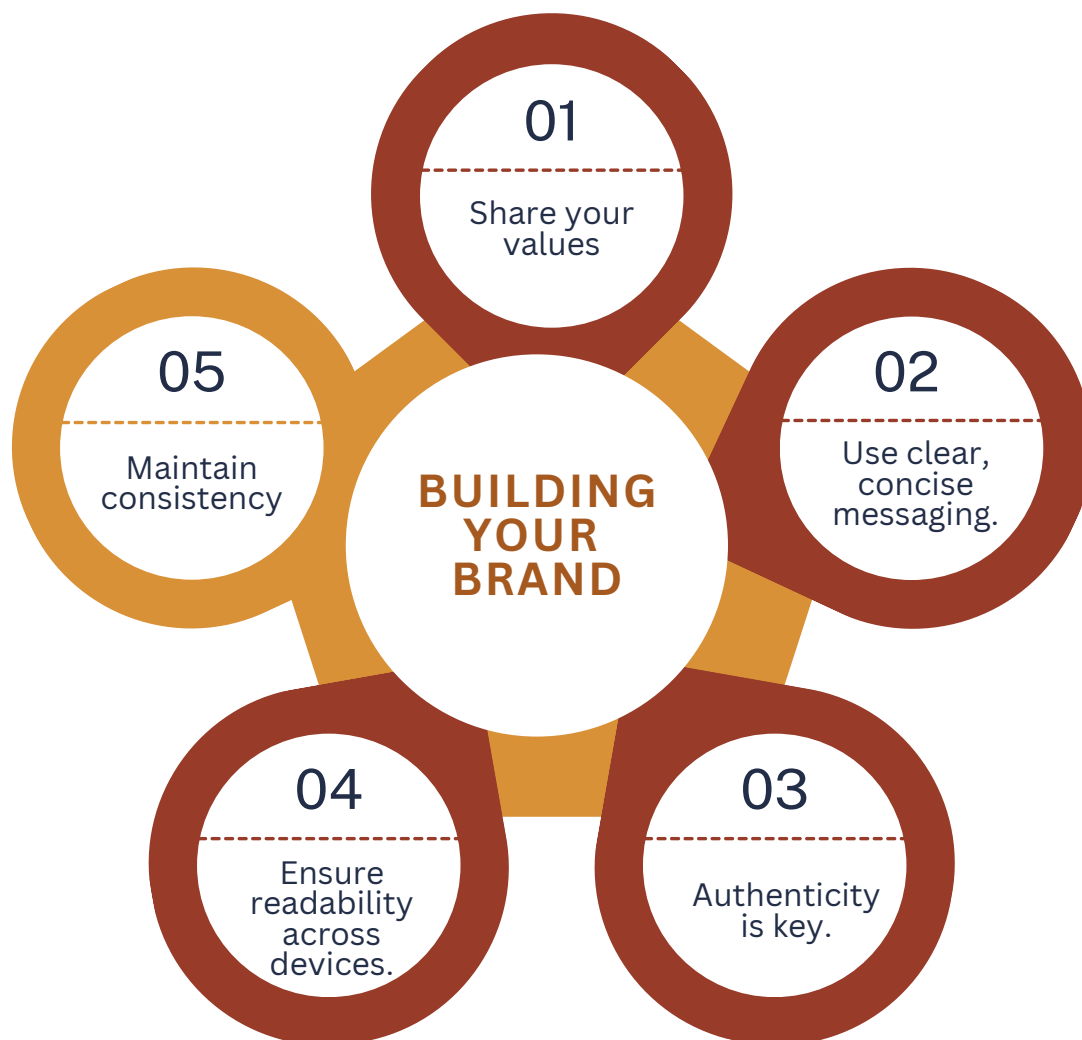 BUILDING
YOUR
BRAND
01
Share your
values
02
Use clear,
concise
messaging.
03
Authenticity
is key.
04
Ensure
readability
across
devices.
05
Maintain
consistency